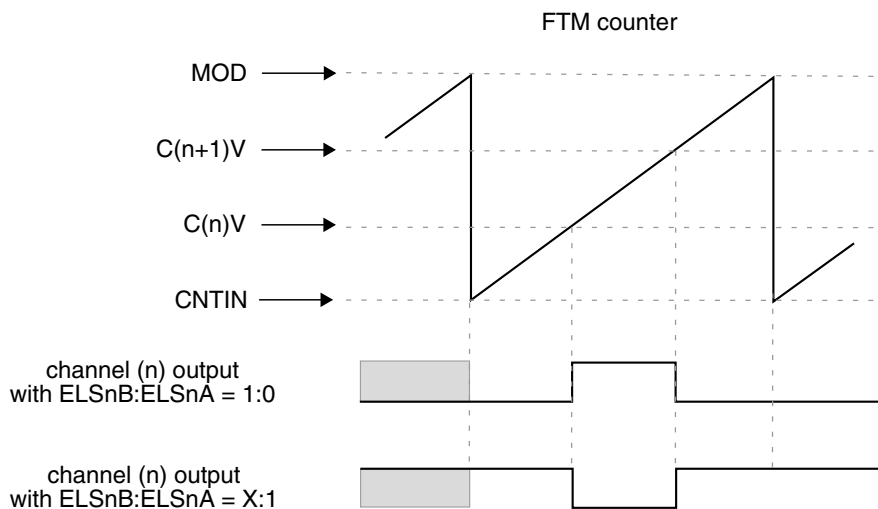 FTM counter
MOD
C(n+1)V
C(n)V
CNTIN
channel (n) output
with ELSnB:ELSnA = 1:0
channel (n) output
with ELSnB:ELSnA = X:1